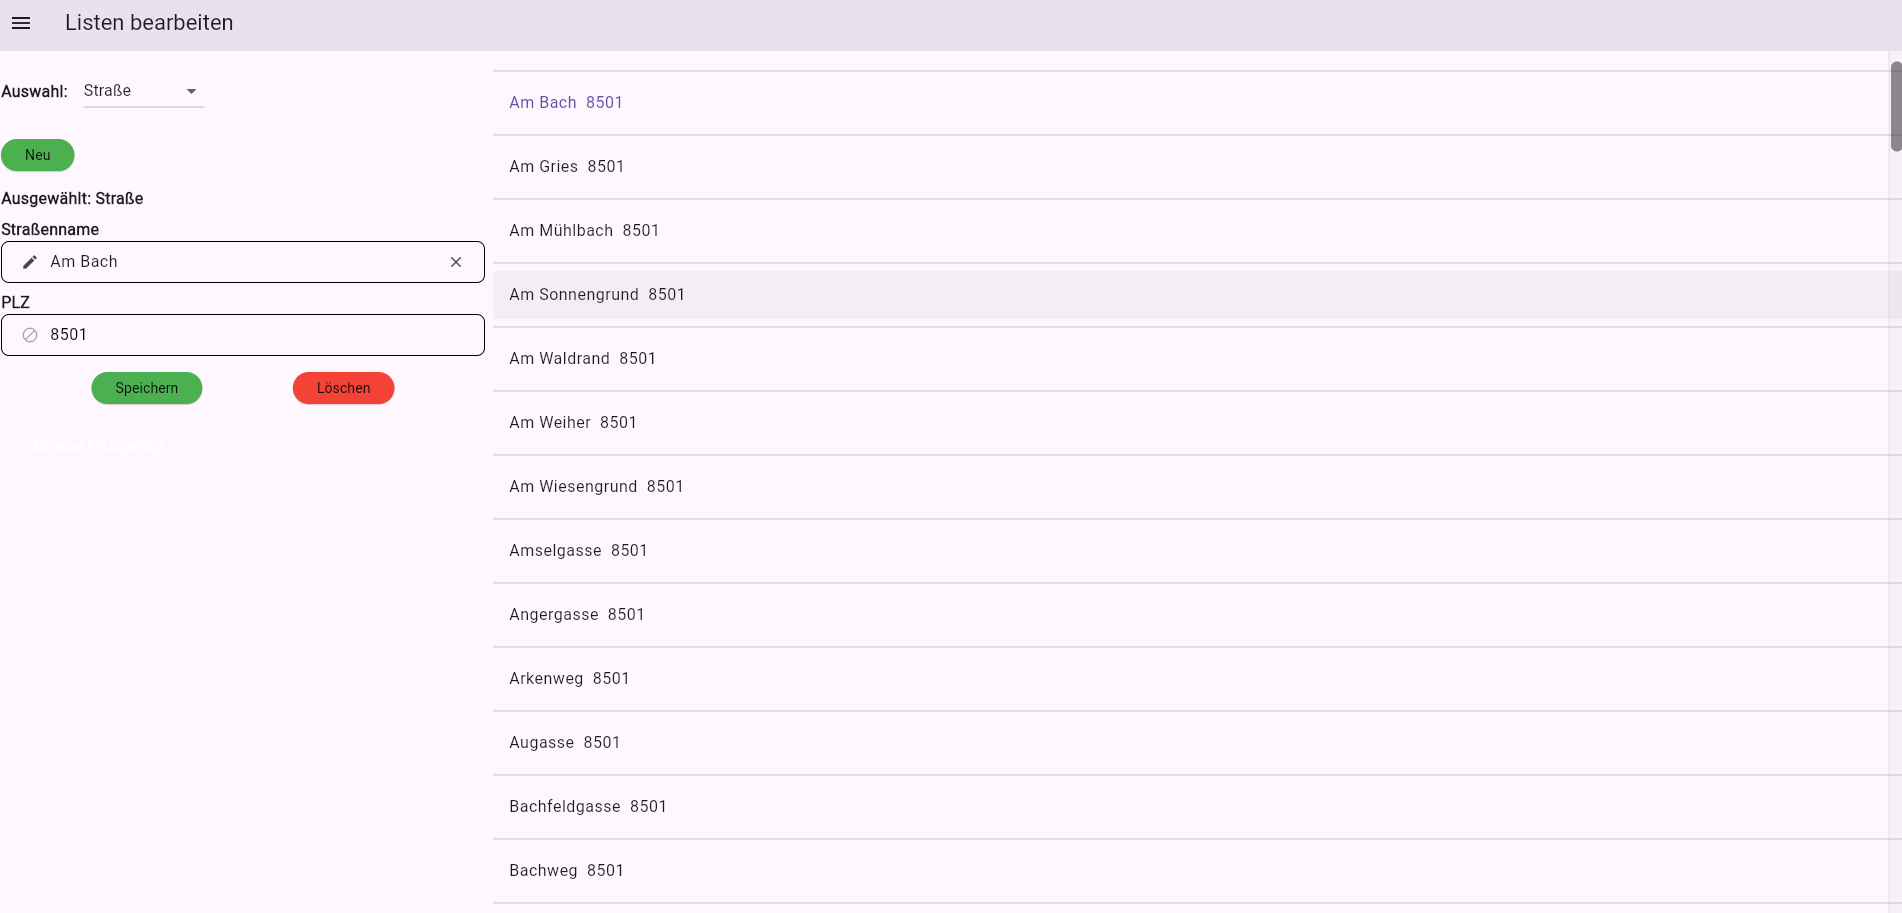 Listen bearbeiten
Auswahl: Straße
Neu
Ausgewählt: Straße
Straßenname
Am Bach
PLZ
8501
Speichern Löschen
Am Bach 8501
Am Gries 8501
Am Mühlbach 8501
Am Sonnengrund 8501
Am Waldrand 8501
Am Weiher 8501
Am Wiesengrund 8501
Amselgasse 8501
Angergasse 8501
Arkenweg 8501
Augasse 8501
Bachfeldgasse 8501
Bachweg 8501